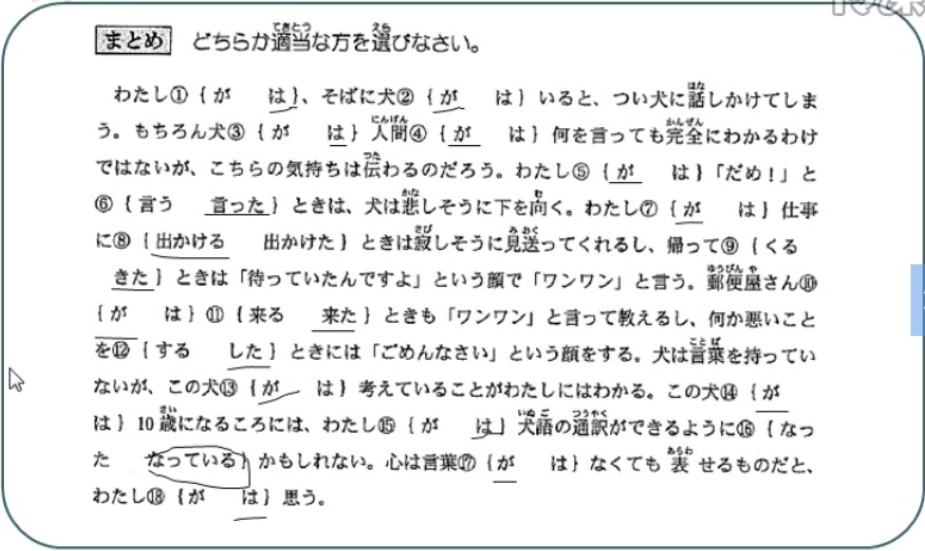 まとめ どちらか適当な方を選びなさい。
わたし①{が は}、そばに犬②{が は}いると、つい犬に話しかけてしま
う。もちろん犬③{が は}人間④{が は}何を言っても完全にわかるわけ
ではないが、こちらの気持ちは伝わるのだろう。わたし⑤{が は}「だめ!」と
⑥{言う 言った}ときは、犬は悲しそうに下を向く。わたし⑦{が は}仕事
に⑧{出かける 出かけた}ときは寂しそうに見送ってくれるし、帰って⑨{くる
きた}ときは「待っていたんですよ」という顔で「ワンワン」と言う。郵便屋さん⑩
{が は}⑪{来る 来た}ときも「ワンワン」と言って教えるし、何か悪いこと
を⑫{する した}ときには「ごめんなさい」という顔をする。犬は言葉を持ってい
ないが、この犬⑬{が は}考えていることがわたしにはわかる。この犬⑭{が
は}10歳になるころには、わたし⑮{が は}犬語の通訳ができるように⑯{なっ
た なっている}かもしれない。心は言葉⑰{が は}なくても表せるものだと、
わたし⑱{が は}思う。